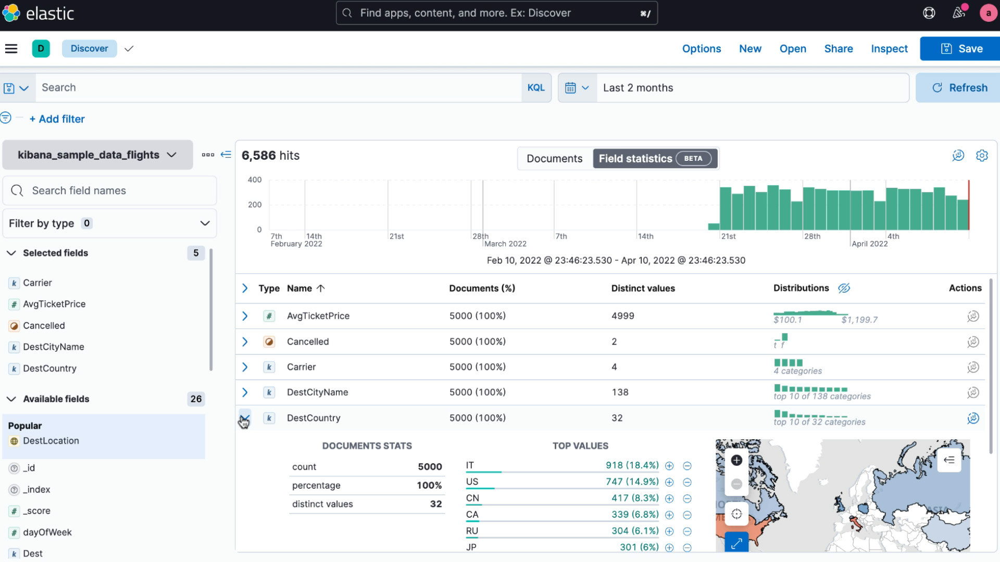 elastic
Find apps, content, and more. Ex: Discover
⌘/
a
D
Discover
Options
New
Open
Share
Inspect
Save
Search
KQL
Last 2 months
Refresh
+ Add filter
kibana_sample_data_flights
Search field names
Filter by type 0
Selected fields 5
k Carrier
# AvgTicketPrice
Cancelled
k DestCityName
k DestCountry
Available fields 26
Popular
DestLocation
_id
_index
# _score
# dayOfWeek
k Dest
6,586 hits
Documents
Field statistics BETA
400
200
0
7th 14th 21st 28th 7th 14th 21st 28th 4th
February 2022 March 2022 April 2022
Feb 10, 2022 @ 23:46:23.530 - Apr 10, 2022 @ 23:46:23.530
Type Name ↑ Documents (%) Distinct values Distributions Actions
# AvgTicketPrice 5000 (100%) 4999
$100.1 $1,199.7
Cancelled 5000 (100%) 2
t f
k Carrier 5000 (100%) 4
4 categories
k DestCityName 5000 (100%) 138
top 10 of 138 categories
k DestCountry 5000 (100%) 32
top 10 of 32 categories
DOCUMENTS STATS
count 5000
percentage 100%
distinct values 32
TOP VALUES
IT 918 (18.4%)
US 747 (14.9%)
CN 417 (8.3%)
CA 339 (6.8%)
RU 304 (6.1%)
JP 301 (6%)
ASIA